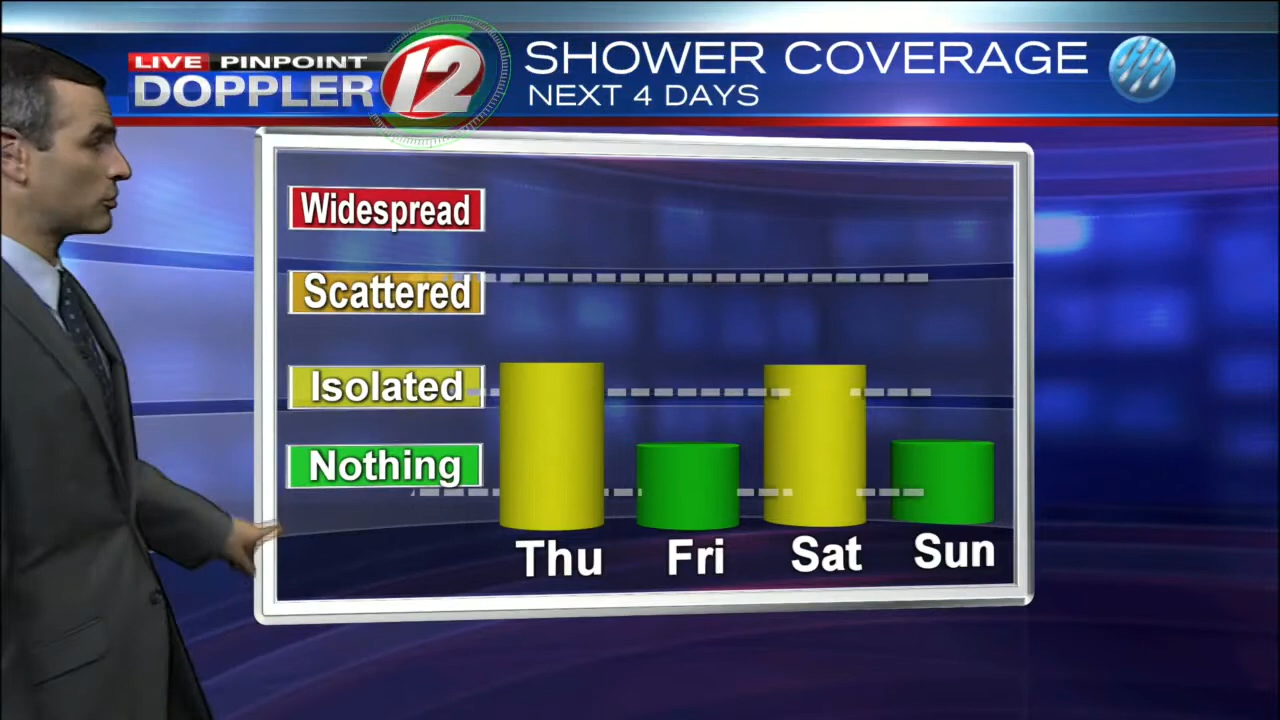 LIVE PINPOINT
DOPPLER 12
SHOWER COVERAGE
NEXT 4 DAYS
Widespread
Scattered
Isolated
Nothing
Thu Fri Sat Sun